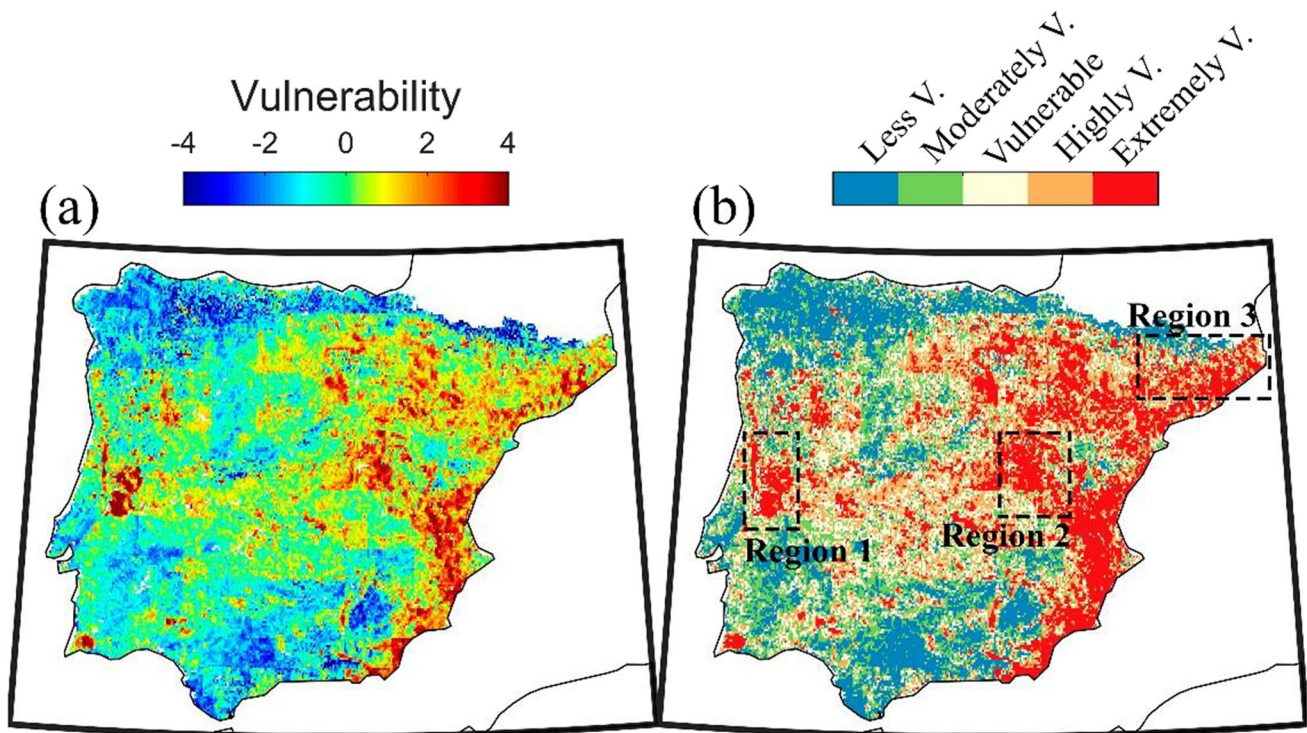 Vulnerability
-4 -2 0 2 4
Less V.
Moderately V.
Vulnerable
Highly V.
Extremely V.
(a)
(b)
Region 3
Region 2
Region 1